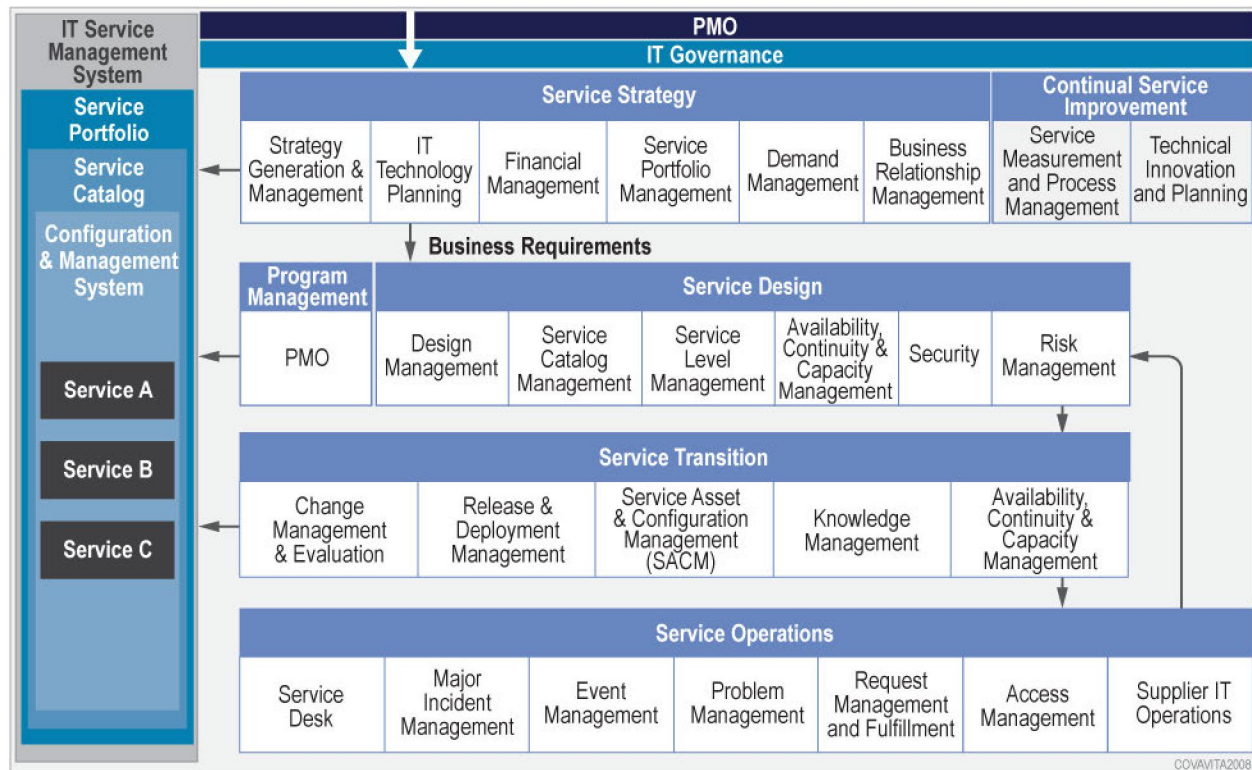 IT Service
Management
System
Service
Portfolio
Service
Catalog
Configuration
& Management
System
Service A
Service B
Service C
PMO
IT Governance
Service Strategy
Strategy
Generation &
Management
IT
Technology
Planning
Financial
Management
Service
Portfolio
Management
Demand
Management
Business
Relationship
Management
Continual Service
Improvement
Service
Measurement
and Process
Management
Technical
Innovation
and Planning
Business Requirements
Program
Management
PMO
Service Design
Design
Management
Service
Catalog
Management
Service
Level
Management
Availability,
Continuity &
Capacity
Management
Security
Risk
Management
Service Transition
Change
Management
& Evaluation
Release &
Deployment
Management
Service Asset
& Configuration
Management
(SACM)
Knowledge
Management
Availability,
Continuity &
Capacity
Management
Service Operations
Service
Desk
Major
Incident
Management
Event
Management
Problem
Management
Request
Management
and Fulfillment
Access
Management
Supplier IT
Operations
COVAVITA2008